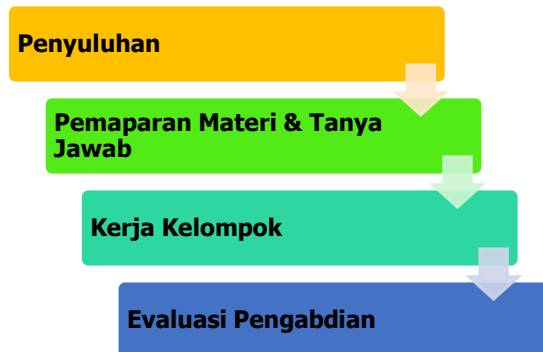 Penyuluhan
Pemaparan Materi & Tanya
Jawab
Kerja Kelompok
Evaluasi Pengabdian